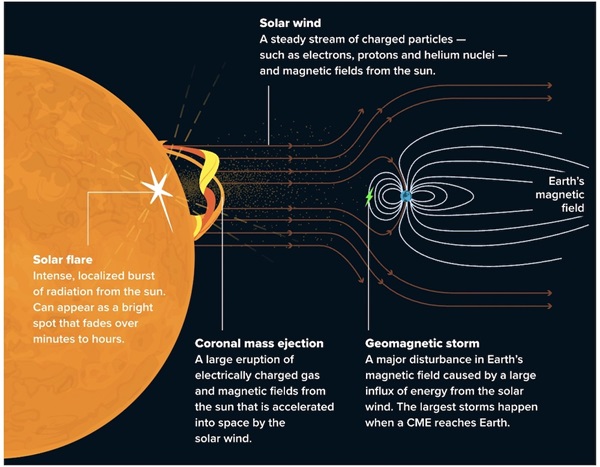 Solar wind
A steady stream of charged particles —
such as electrons, protons and helium nuclei —
and magnetic fields from the sun.
Earth's
magnetic
field
Solar flare
Intense, localized burst
of radiation from the sun.
Can appear as a bright
spot that fades over
minutes to hours.
Coronal mass ejection
A large eruption of
electrically charged gas
and magnetic fields from
the sun that is accelerated
into space by the
solar wind.
Geomagnetic storm
A major disturbance in Earth's
magnetic field caused by a large
influx of energy from the solar
wind. The largest storms happen
when a CME reaches Earth.